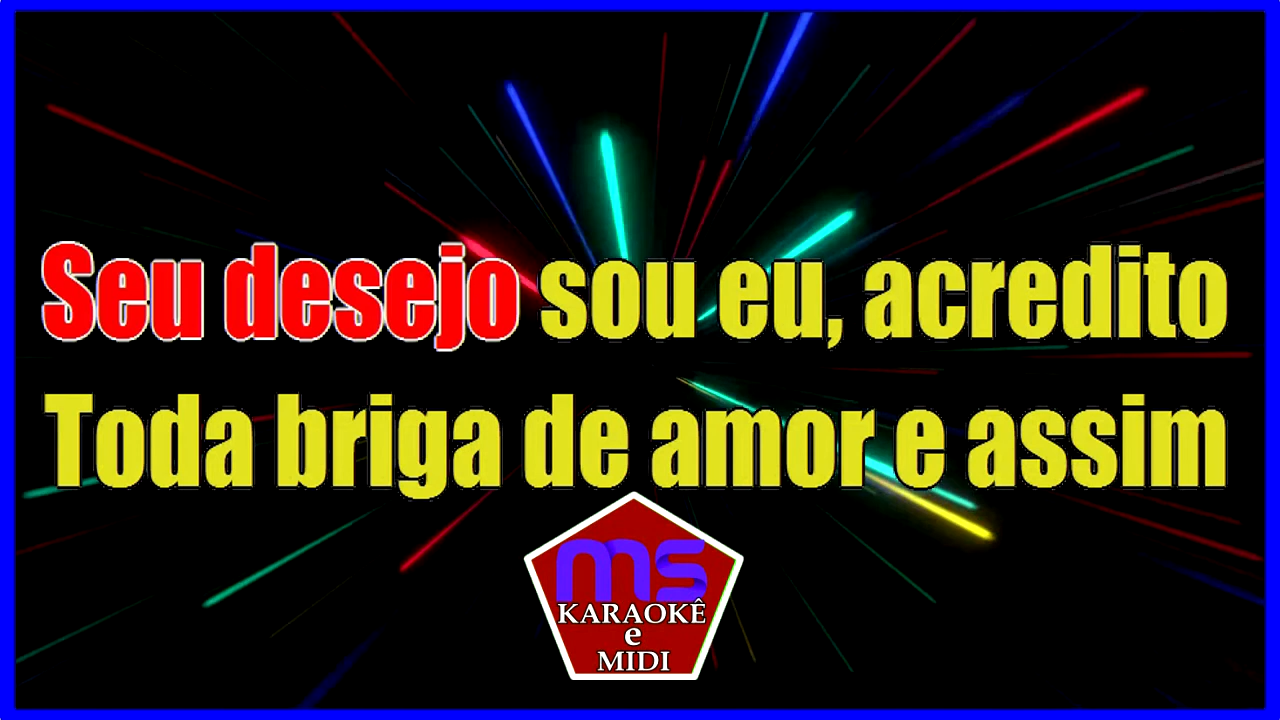 Seu desejo sou eu, acredito
Toda briga de amor e assim
ms
KARAOKÊ
e
MIDI